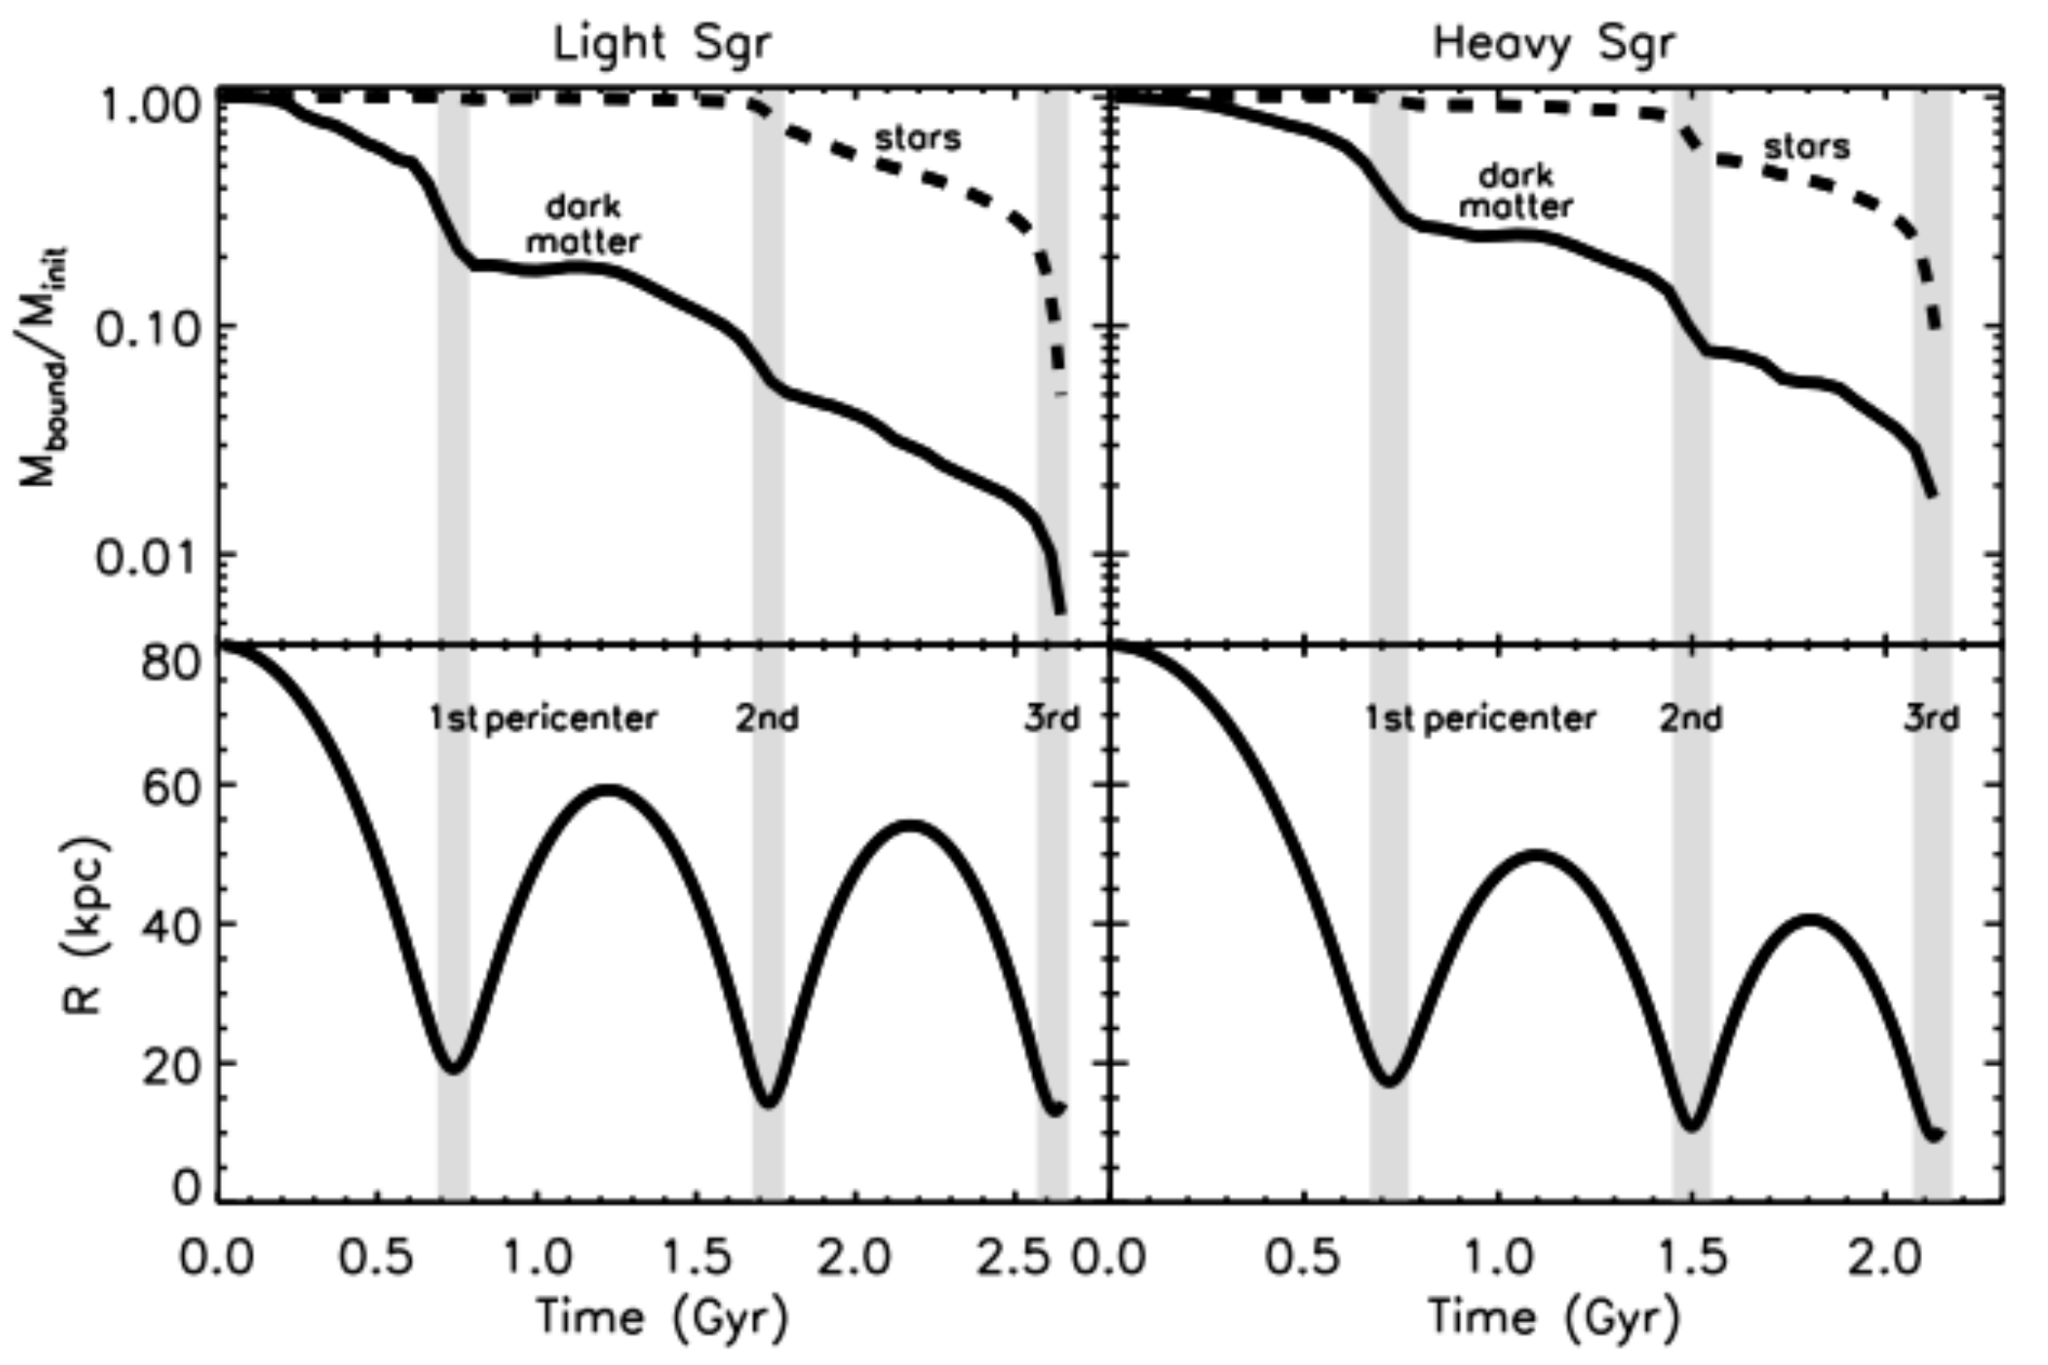 Light Sgr
Heavy Sgr
M_bound/M_init
1.00
0.10
0.01
stars
dark
matter
stars
dark
matter
R (kpc)
80
60
40
20
0
1st pericenter 2nd 3rd
1st pericenter 2nd 3rd
0.0 0.5 1.0 1.5 2.0 2.5
0.0 0.5 1.0 1.5 2.0
Time (Gyr)
Time (Gyr)